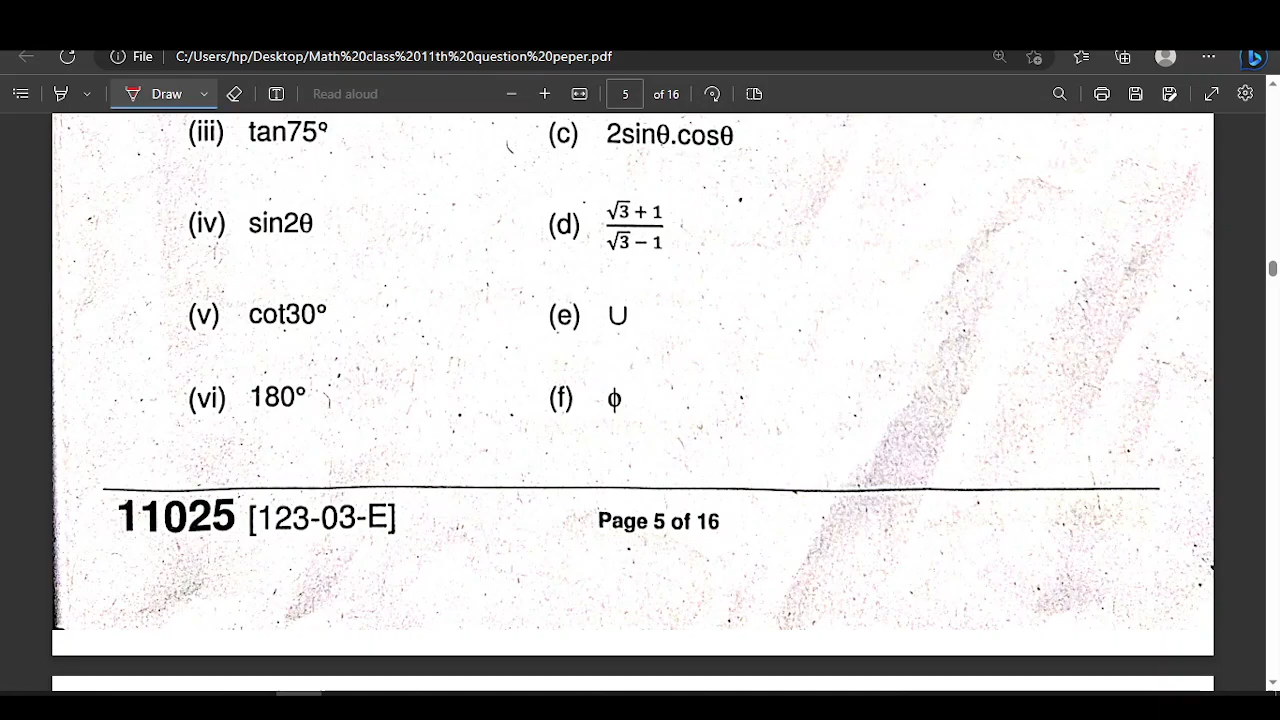 File C:/Users/hp/Desktop/Math%20class%2011th%20question%20peper.pdf
Draw Read aloud 5 of 16
(iii) tan75° (c) 2sinθ.cosθ
(iv) sin2θ (d) √3 + 1 / √3 − 1
(v) cot30° (e) ∪
(vi) 180° (f) ϕ
11025 [123-03-E] Page 5 of 16